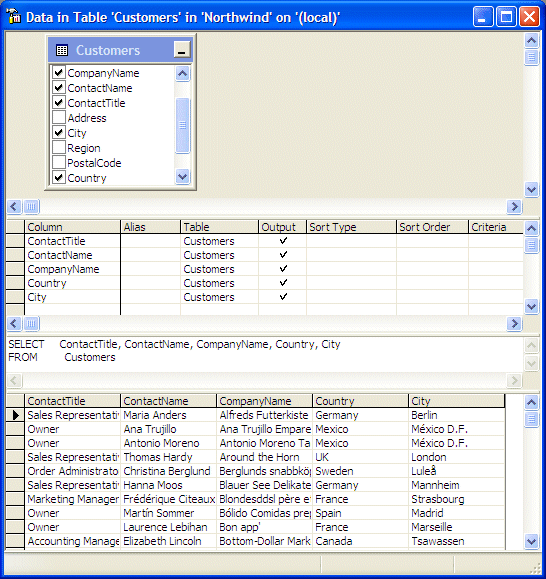 Data in Table 'Customers' in 'Northwind' on '(local)'
Customers
CompanyName
ContactName
ContactTitle
Address
City
Region
PostalCode
Country
Column Alias Table Output Sort Type Sort Order Criteria
ContactTitle Customers
ContactName Customers
CompanyName Customers
Country Customers
City Customers
SELECT ContactTitle, ContactName, CompanyName, Country, City
FROM Customers
ContactTitle ContactName CompanyName Country City
Sales Representativ Maria Anders Alfreds Futterkiste Germany Berlin
Owner Ana Trujillo Ana Trujillo Empare Mexico México D.F.
Owner Antonio Moreno Antonio Moreno Ta Mexico México D.F.
Sales Representativ Thomas Hardy Around the Horn UK London
Order Administrato Christina Berglund Berglunds snabbköp Sweden Luleå
Sales Representativ Hanna Moos Blauer See Delikate Germany Mannheim
Marketing Manager Frédérique Citeaux Blondesddsl père e France Strasbourg
Owner Martín Sommer Bólido Comidas prep Spain Madrid
Owner Laurence Lebihan Bon app' France Marseille
Accounting Manage Elizabeth Lincoln Bottom-Dollar Mark Canada Tsawassen